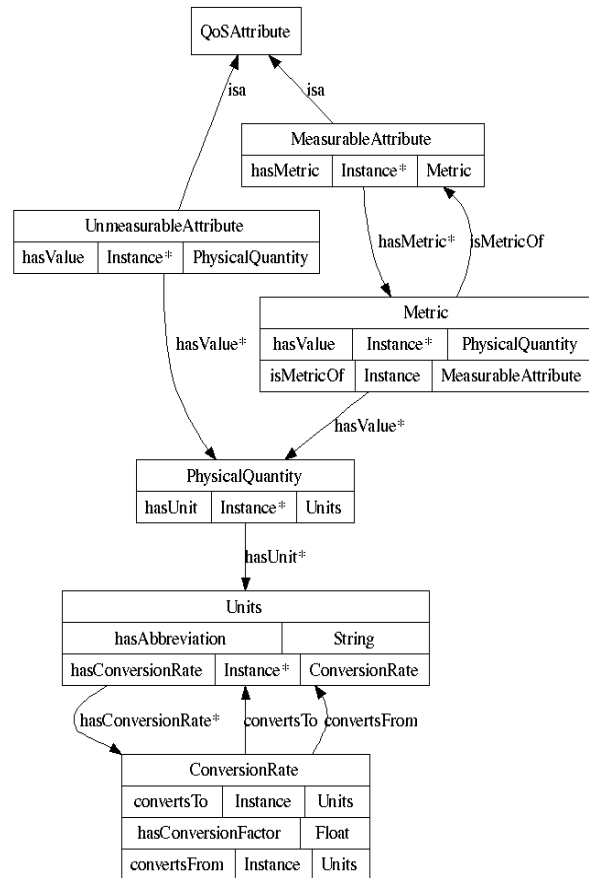 QoSAttribute
isa
isa
MeasurableAttribute
hasMetric Instance* Metric
UnmeasurableAttribute
hasValue Instance* PhysicalQuantity
hasMetric*
isMetricOf
Metric
hasValue Instance* PhysicalQuantity
isMetricOf Instance MeasurableAttribute
hasValue*
hasValue*
PhysicalQuantity
hasUnit Instance* Units
hasUnit*
Units
hasAbbreviation String
hasConversionRate Instance* ConversionRate
hasConversionRate*
convertsTo
convertsFrom
ConversionRate
convertsTo Instance Units
hasConversionFactor Float
convertsFrom Instance Units